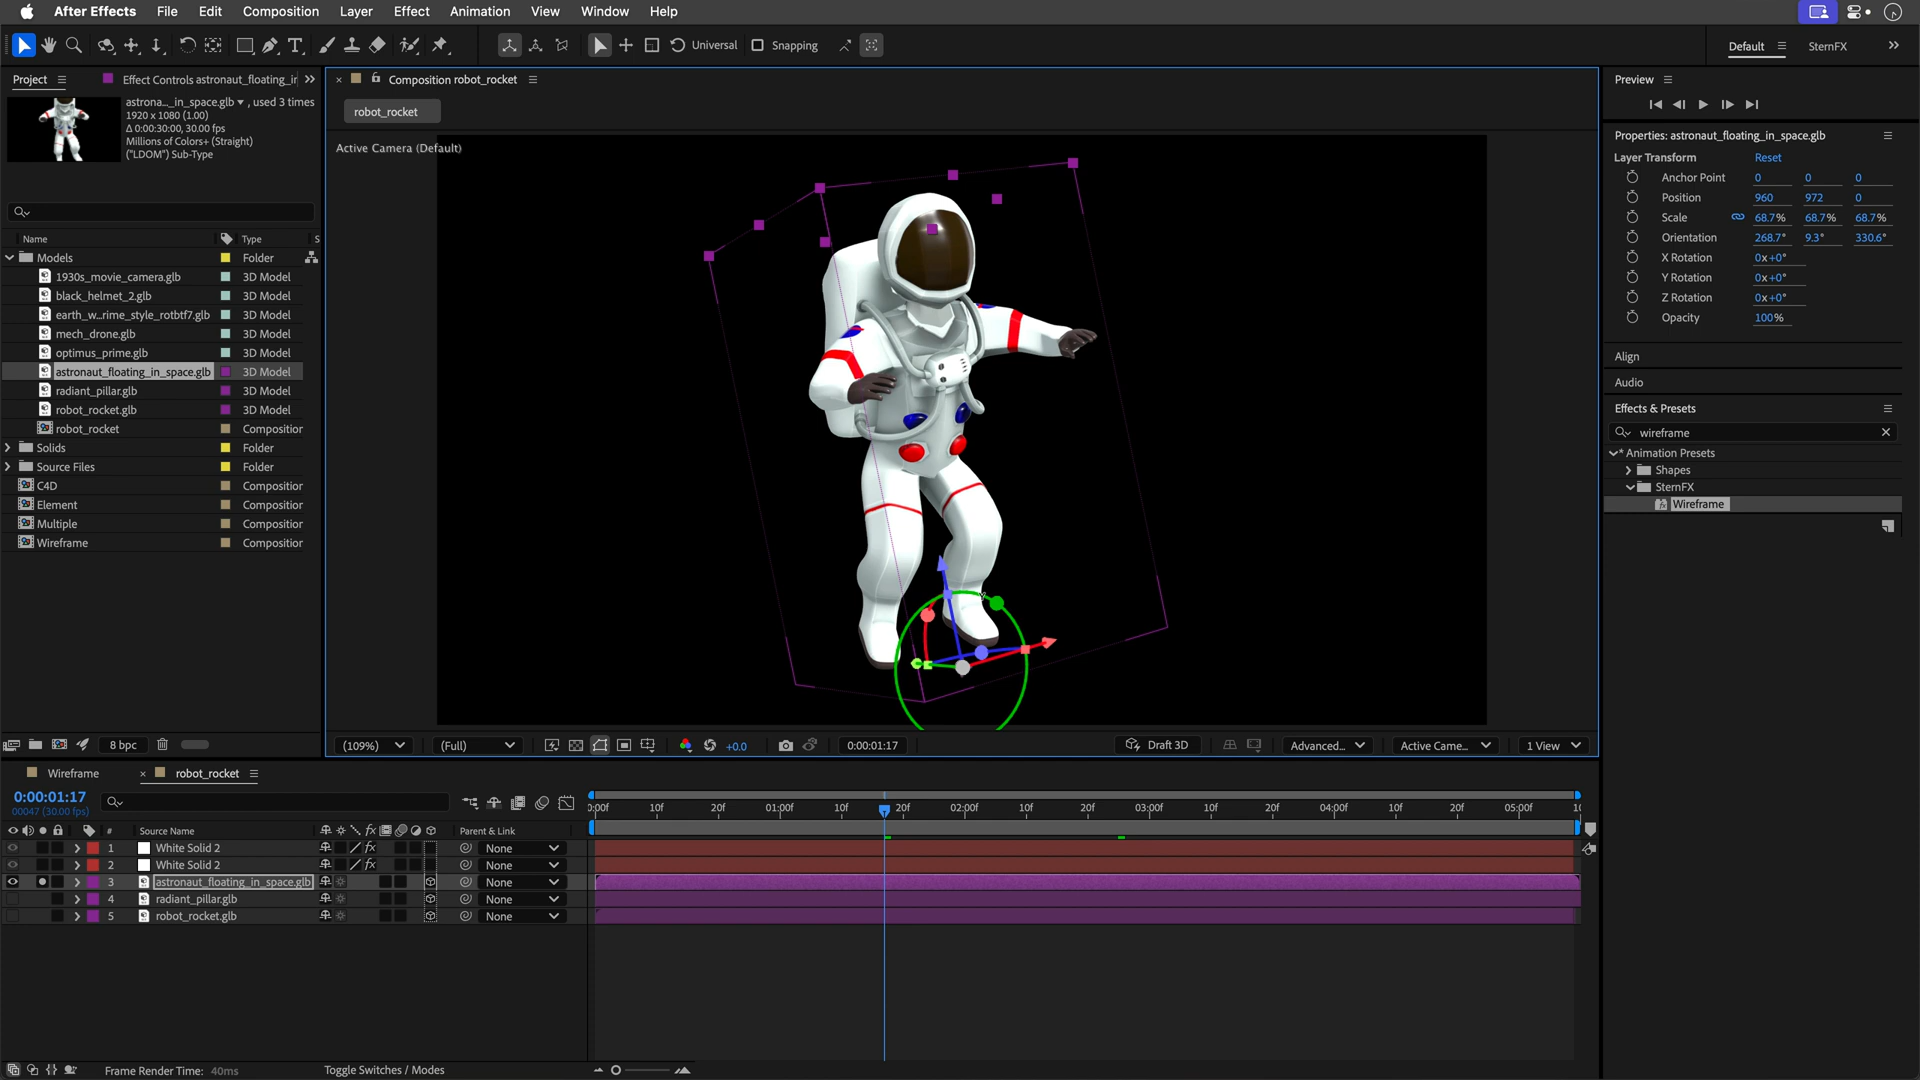 After Effects File Edit Composition Layer Effect Animation View Window Help
Universal Snapping Default SternFX
Project Effect Controls astronaut_floating_ir
astrona..._in_space.glb , used 3 times
1920 x 1080 (1.00)
Δ 0:00:30:00, 30.00 fps
Millions of Colors+ (Straight)
("LDOM") Sub-Type
Name Type S
Models Folder
1930s_movie_camera.glb 3D Model
black_helmet_2.glb 3D Model
earth_w...rime_style_rotbtf7.glb 3D Model
mech_drone.glb 3D Model
optimus_prime.glb 3D Model
astronaut_floating_in_space.glb 3D Model
radiant_pillar.glb 3D Model
robot_rocket.glb 3D Model
robot_rocket Composition
Solids Folder
Source Files Folder
C4D Composition
Element Composition
Multiple Composition
Wireframe Composition
8 bpc
Composition robot_rocket
robot_rocket
Active Camera (Default)
Y
(109%) (Full) +0.0 0:00:01:17 Draft 3D Advanced... Active Came... 1 View
Preview
Properties: astronaut_floating_in_space.glb
Layer Transform Reset
Anchor Point 0 0 0
Position 960 972 0
Scale 68.7% 68.7% 68.7%
Orientation 268.7° 9.3° 330.6°
X Rotation 0x+0°
Y Rotation 0x+0°
Z Rotation 0x+0°
Opacity 100%
Align
Audio
Effects & Presets
wireframe
* Animation Presets
Shapes
SternFX
Wireframe
Wireframe robot_rocket
0:00:01:17
00047 (30.00 fps)
0:00f 10f 20f 01:00f 10f 20f 02:00f 10f 20f 03:00f 10f 20f 04:00f 10f 20f 05:00f 10
# Source Name fx Parent & Link
1 White Solid 2 fx None
2 White Solid 2 fx None
3 astronaut_floating_in_space.glb None
4 radiant_pillar.glb None
5 robot_rocket.glb None
Frame Render Time: 40ms Toggle Switches / Modes